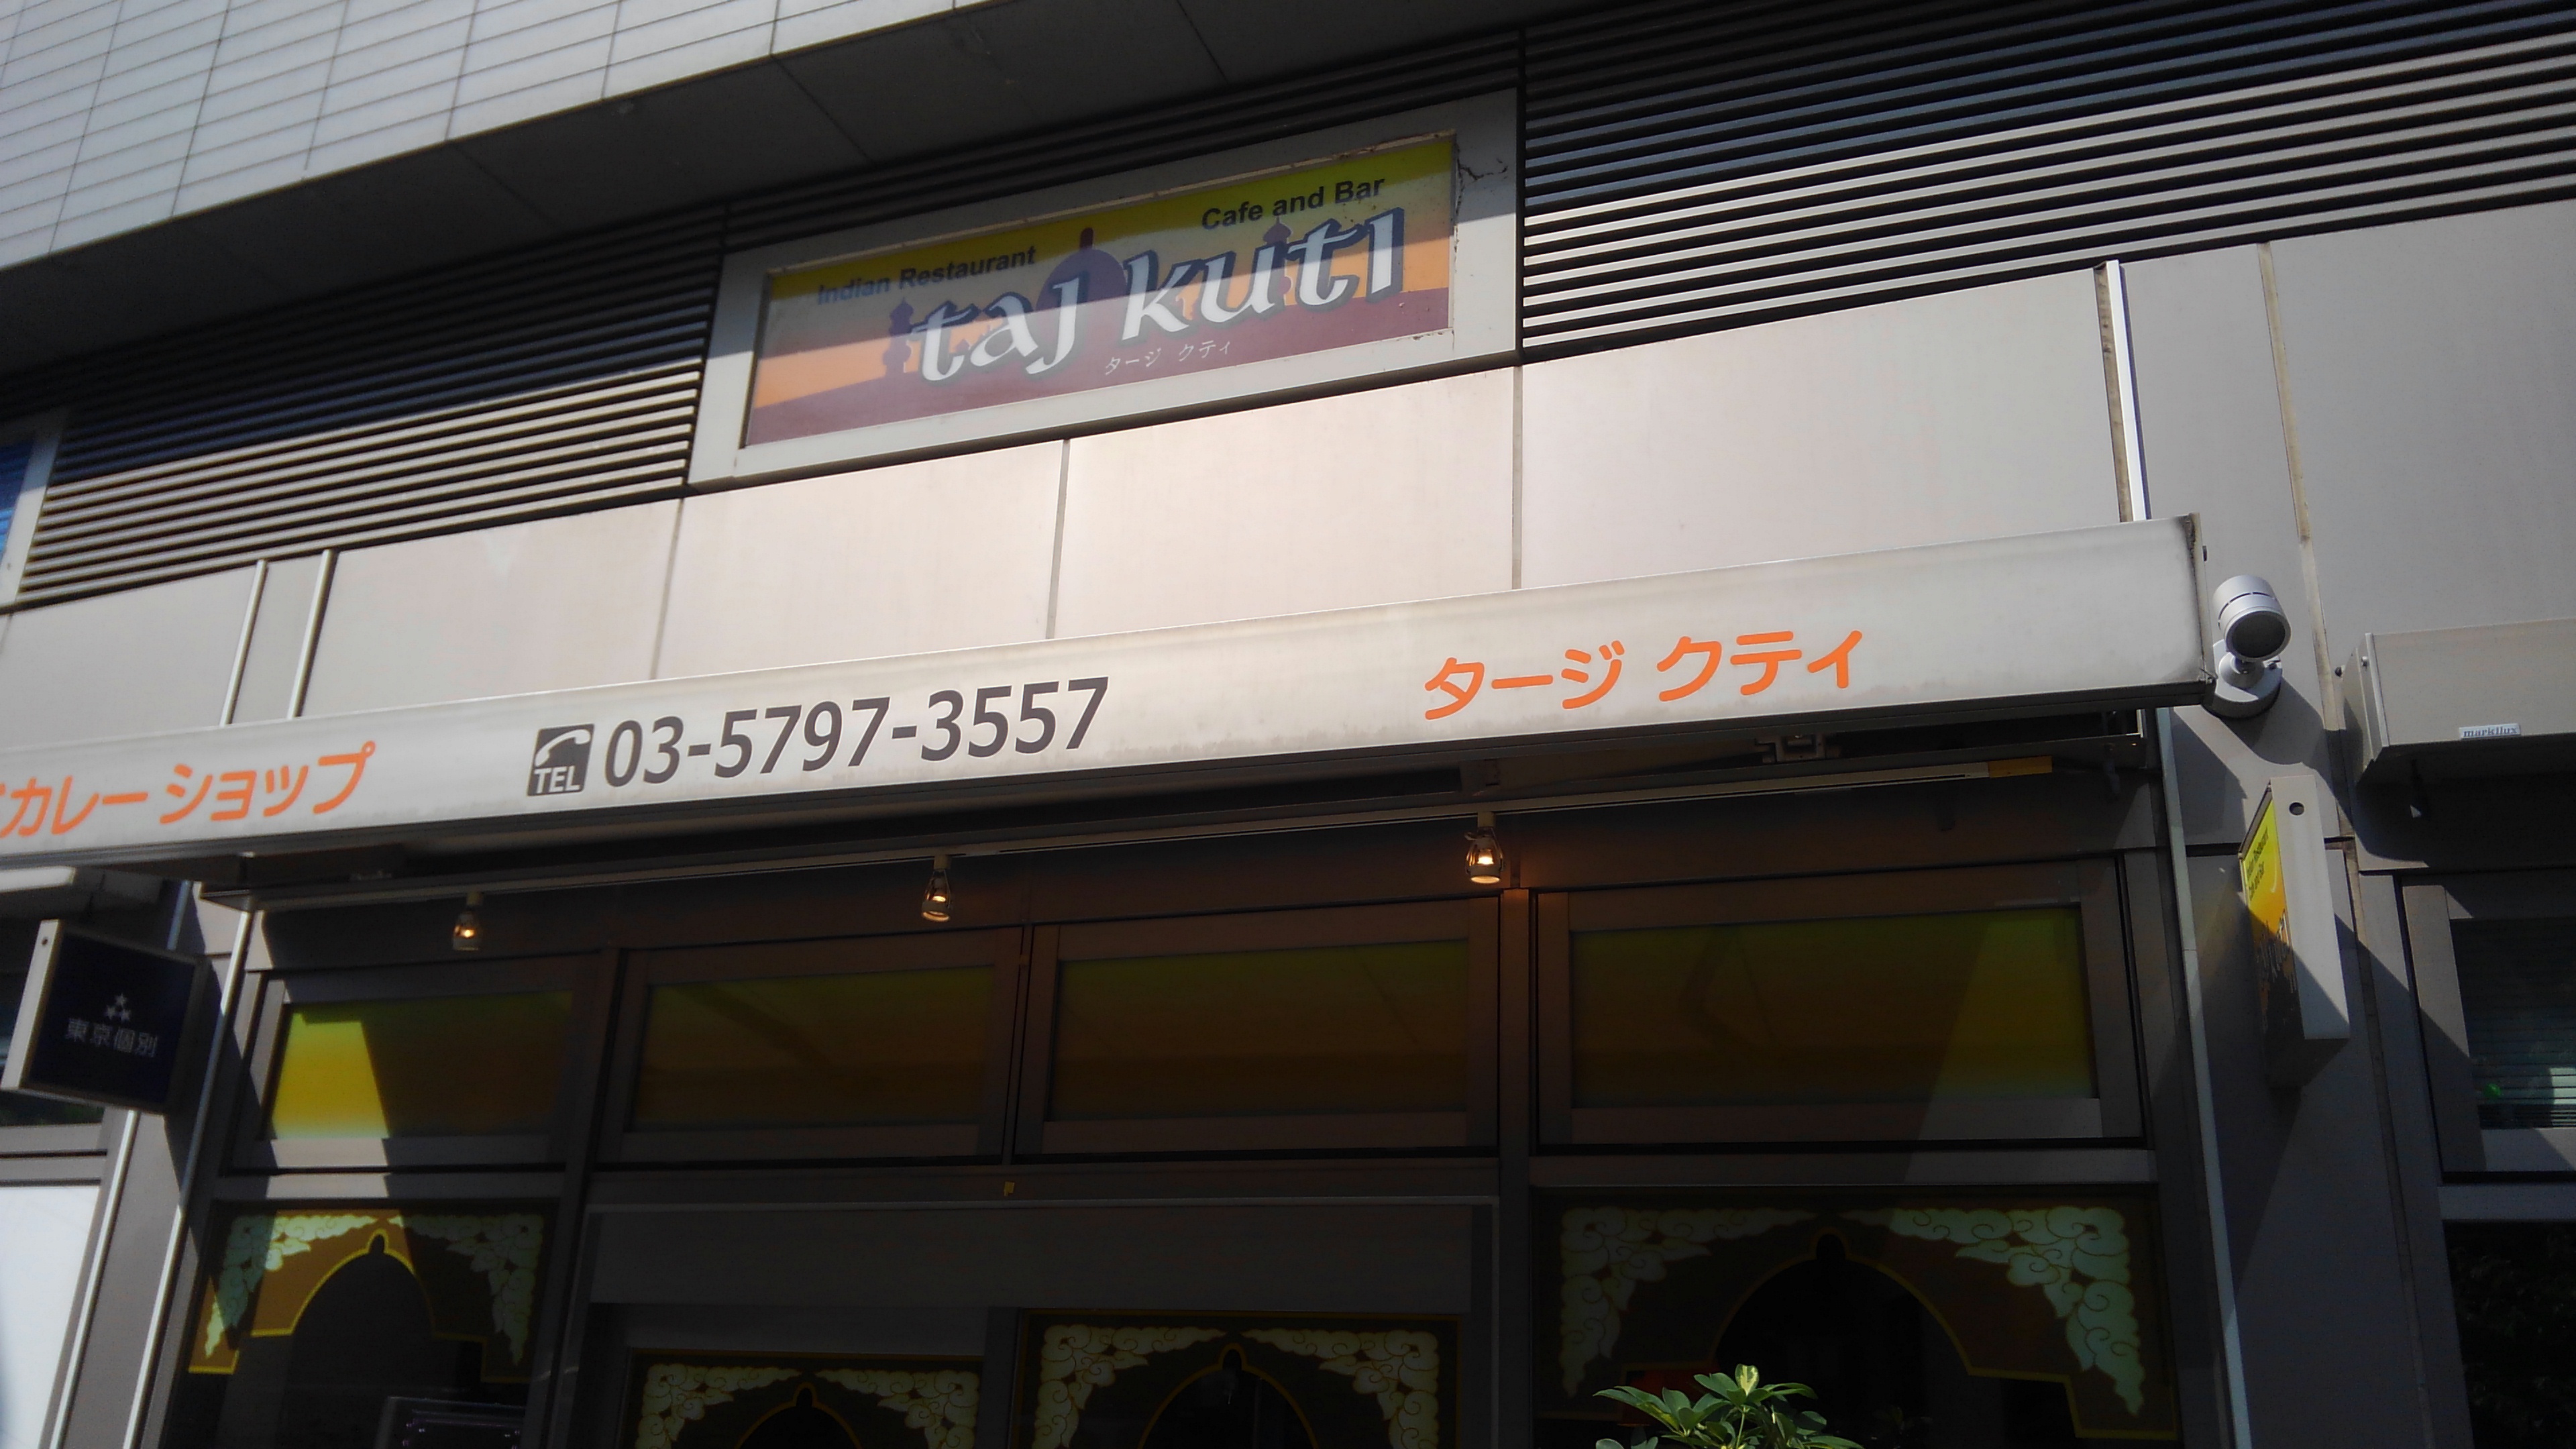 Indian Restaurant
Cafe and Bar
taj kuti
タージ クティ
カレーショップ
TEL 03-5797-3557
タージ クティ
markilux
東京個別